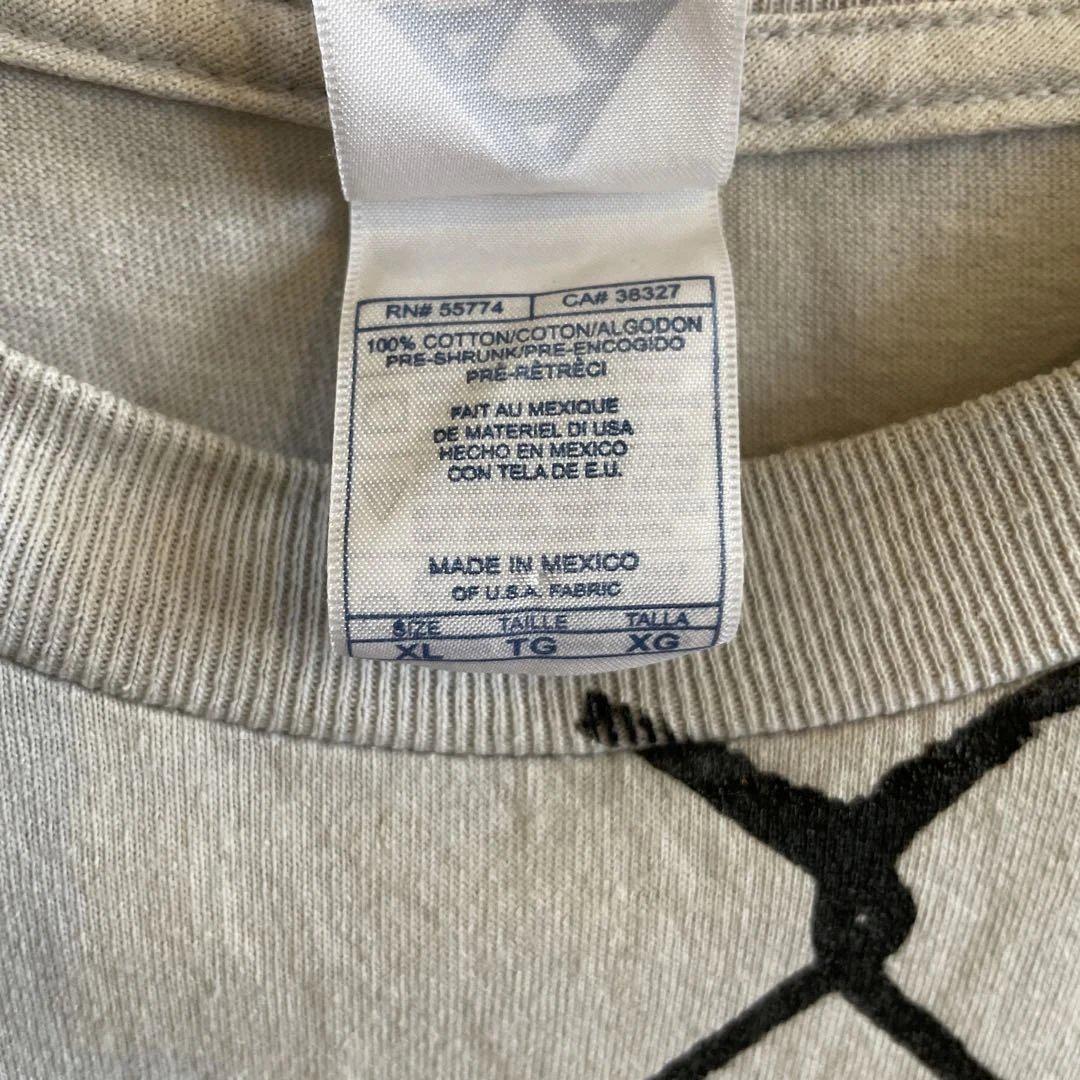 RN# 55774 CA# 38327
100% COTTON/COTON/ALGODON
PRE-SHRUNK/PRE-ENCOGIDO
PRÉ-RÊTRÉCI
FAIT AU MEXIQUE
DE MATERIEL DI USA
HECHO EN MEXICO
CON TELA DE E.U.
MADE IN MEXICO
OF U.S.A. FABRIC
SIZE TAILLE TALLA
XL TG XG